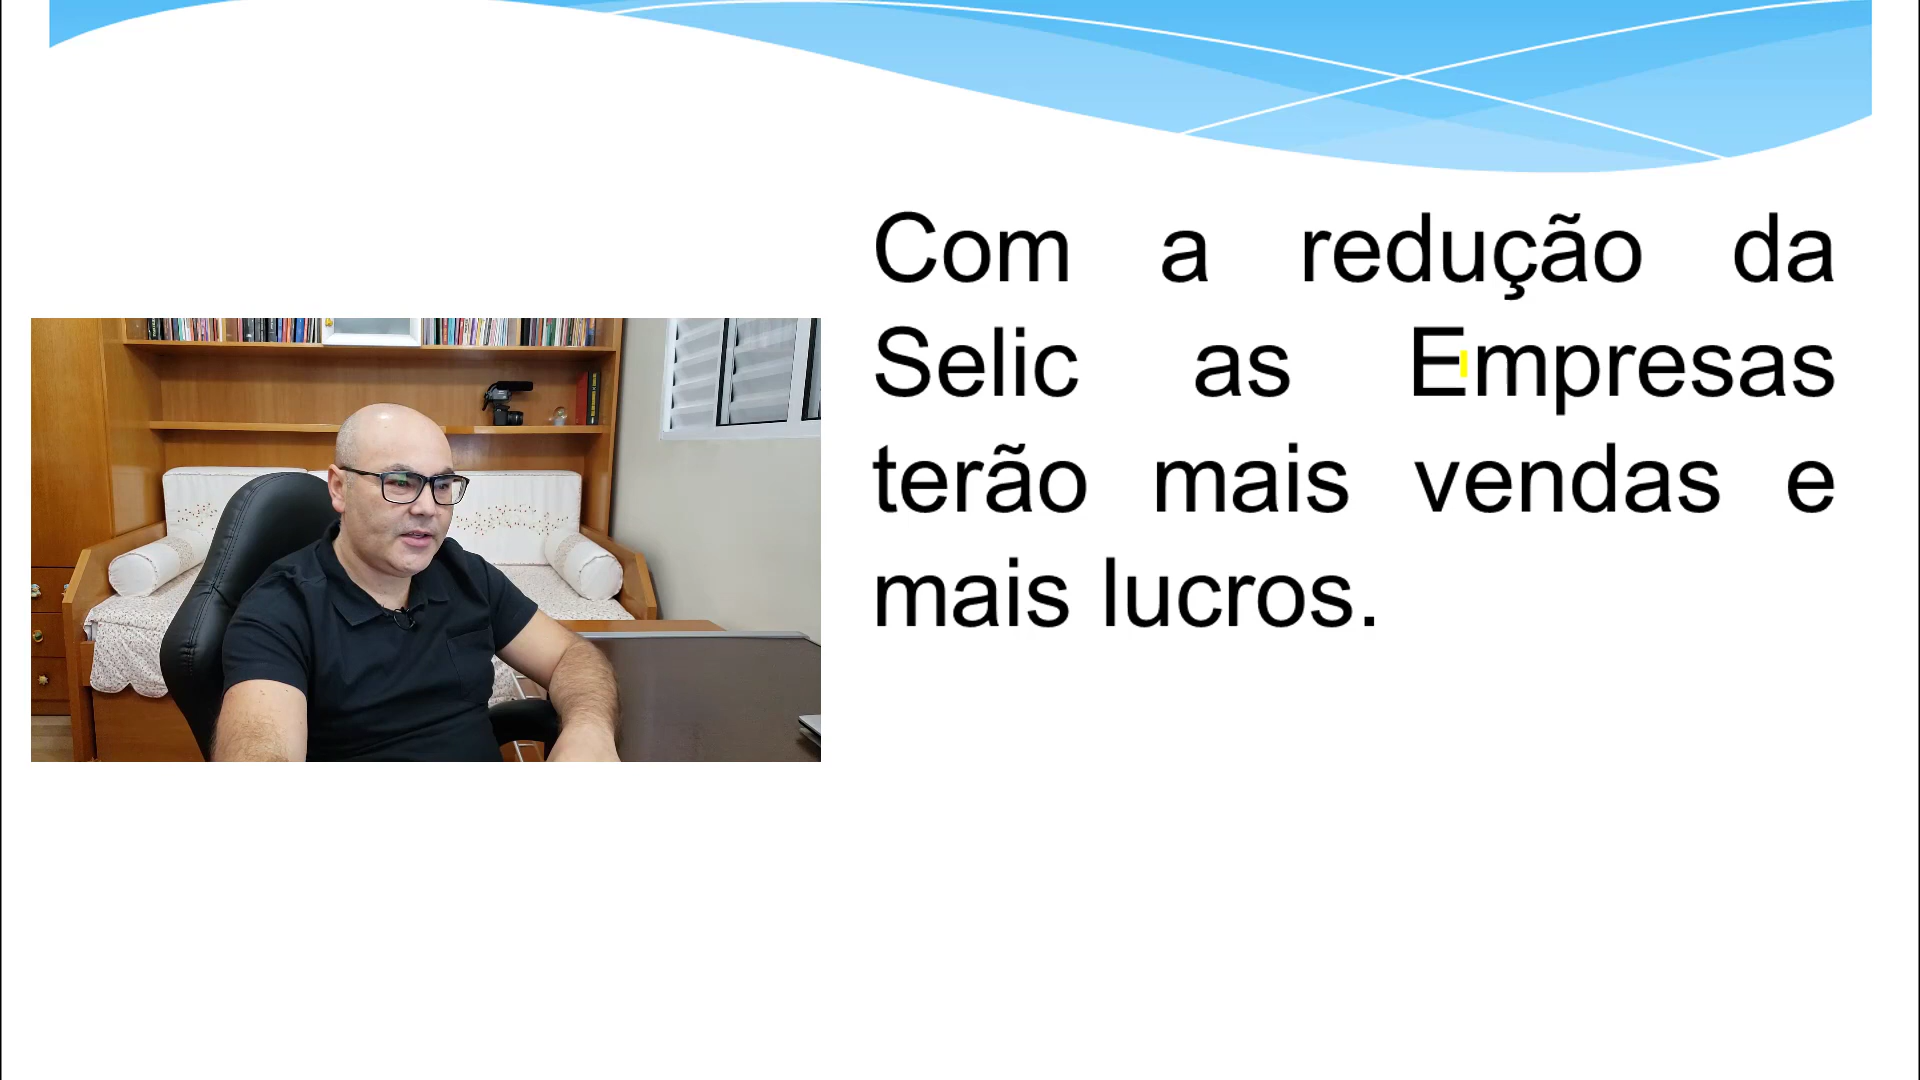 Com a redução da
Selic as Empresas
terão mais vendas e
mais lucros.